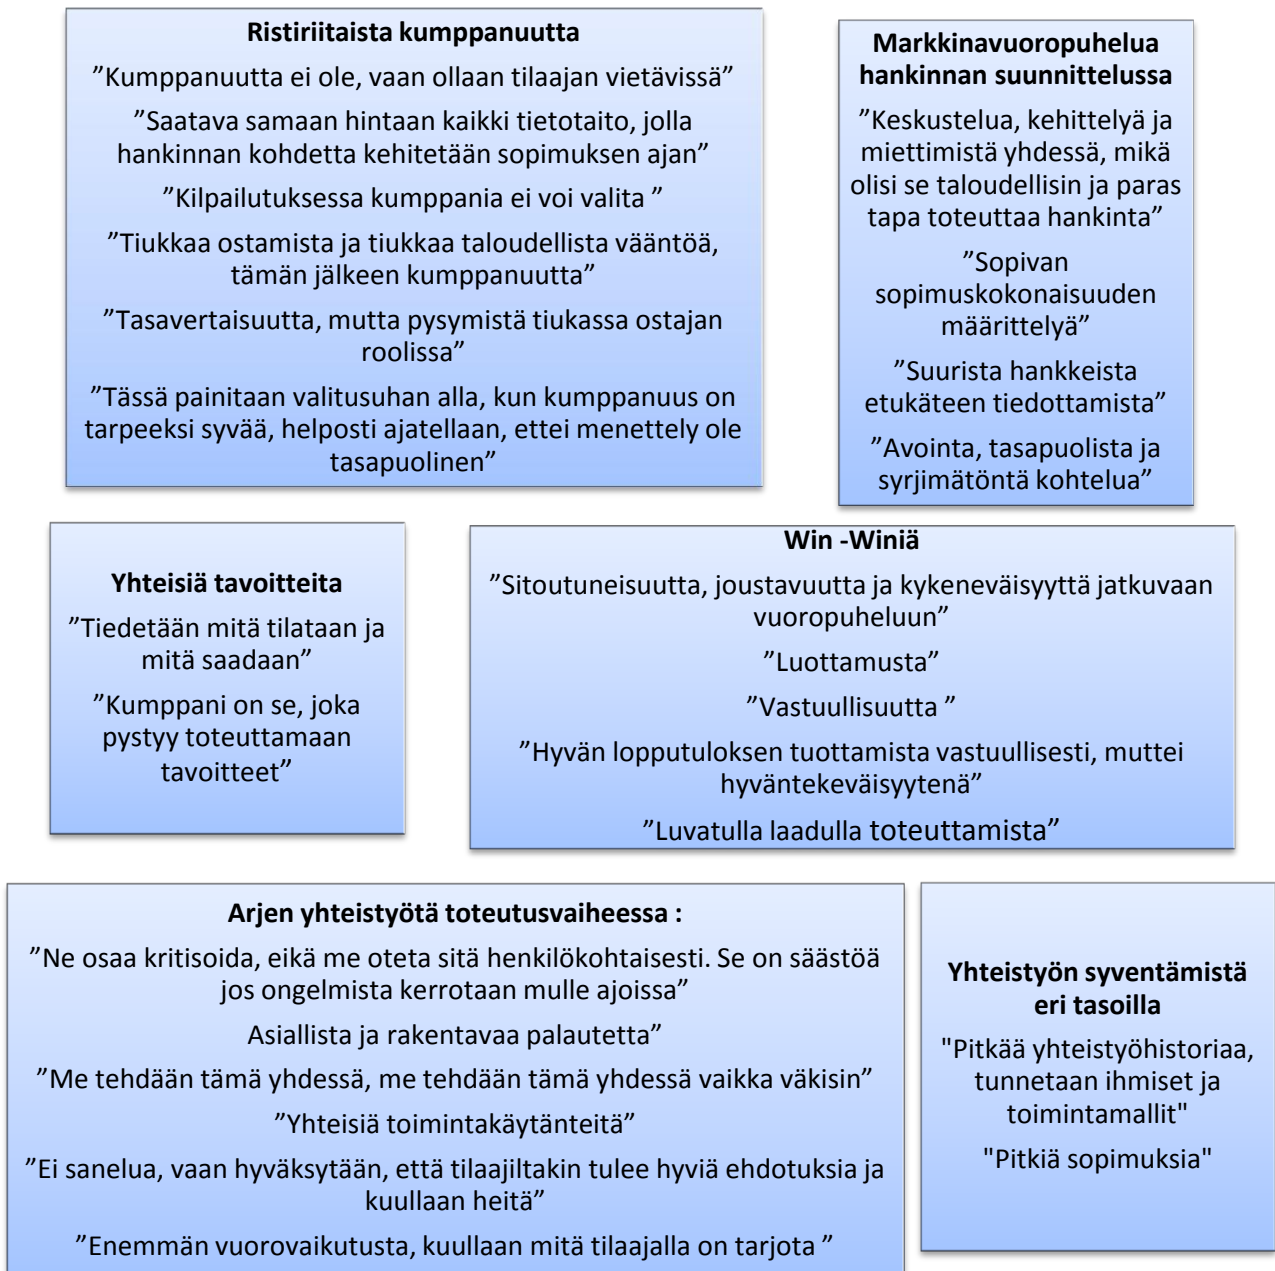 Ristiriitaista kumppanuutta
”Kumppanuutta ei ole, vaan ollaan tilaajan vietävissä”
”Saatava samaan hintaan kaikki tietotaito, jolla
hankinnan kohdetta kehitetään sopimuksen ajan”
”Kilpailutuksessa kumppania ei voi valita ”
”Tiukkaa ostamista ja tiukkaa taloudellista vääntöä,
tämän jälkeen kumppanuutta”
”Tasavertaisuutta, mutta pysymistä tiukassa ostajan
roolissa”
”Tässä painitaan valitusuhan alla, kun kumppanuus on
tarpeeksi syvää, helposti ajatellaan, ettei menettely ole
tasapuolinen”
Markkinavuoropuhelua
hankinnan suunnittelussa
”Keskustelua, kehittelyä ja
miettimistä yhdessä, mikä
olisi se taloudellisin ja paras
tapa toteuttaa hankinta”
”Sopivan
sopimuskokonaisuuden
määrittelyä”
”Suurista hankkeista
etukäteen tiedottamista”
”Avointa, tasapuolista ja
syrjimätöntä kohtelua”
Yhteisiä tavoitteita
”Tiedetään mitä tilataan ja
mitä saadaan”
”Kumppani on se, joka
pystyy toteuttamaan
tavoitteet”
Win -Winiä
”Sitoutuneisuutta, joustavuutta ja kykeneväisyyttä jatkuvaan
vuoropuheluun”
”Luottamusta”
”Vastuullisuutta ”
”Hyvän lopputuloksen tuottamista vastuullisesti, muttei
hyväntekeväisyytenä”
”Luvatulla laadulla toteuttamista”
Arjen yhteistyötä toteutusvaiheessa :
”Ne osaa kritisoida, eikä me oteta sitä henkilökohtaisesti. Se on säästöä
jos ongelmista kerrotaan mulle ajoissa”
Asiallista ja rakentavaa palautetta”
”Me tehdään tämä yhdessä, me tehdään tämä yhdessä vaikka väkisin”
”Yhteisiä toimintakäytänteitä”
”Ei sanelua, vaan hyväksytään, että tilaajiltakin tulee hyviä ehdotuksia ja
kuullaan heitä”
”Enemmän vuorovaikutusta, kuullaan mitä tilaajalla on tarjota ”
Yhteistyön syventämistä
eri tasoilla
"Pitkää yhteistyöhistoriaa,
tunnetaan ihmiset ja
toimintamallit"
"Pitkiä sopimuksia"